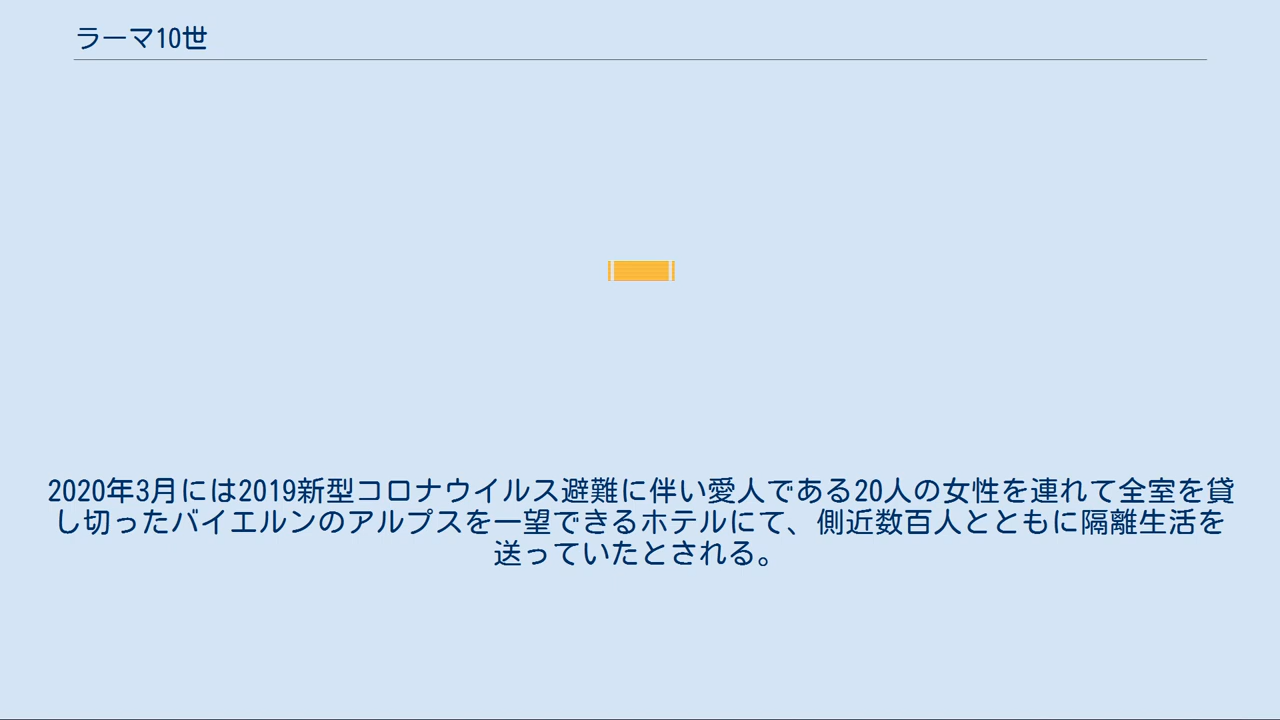 ラーマ10世
2020年3月には2019新型コロナウイルス避難に伴い愛人である20人の女性を連れて全室を貸
し切ったバイエルンのアルプスを一望できるホテルにて、側近数百人とともに隔離生活を
送っていたとされる。